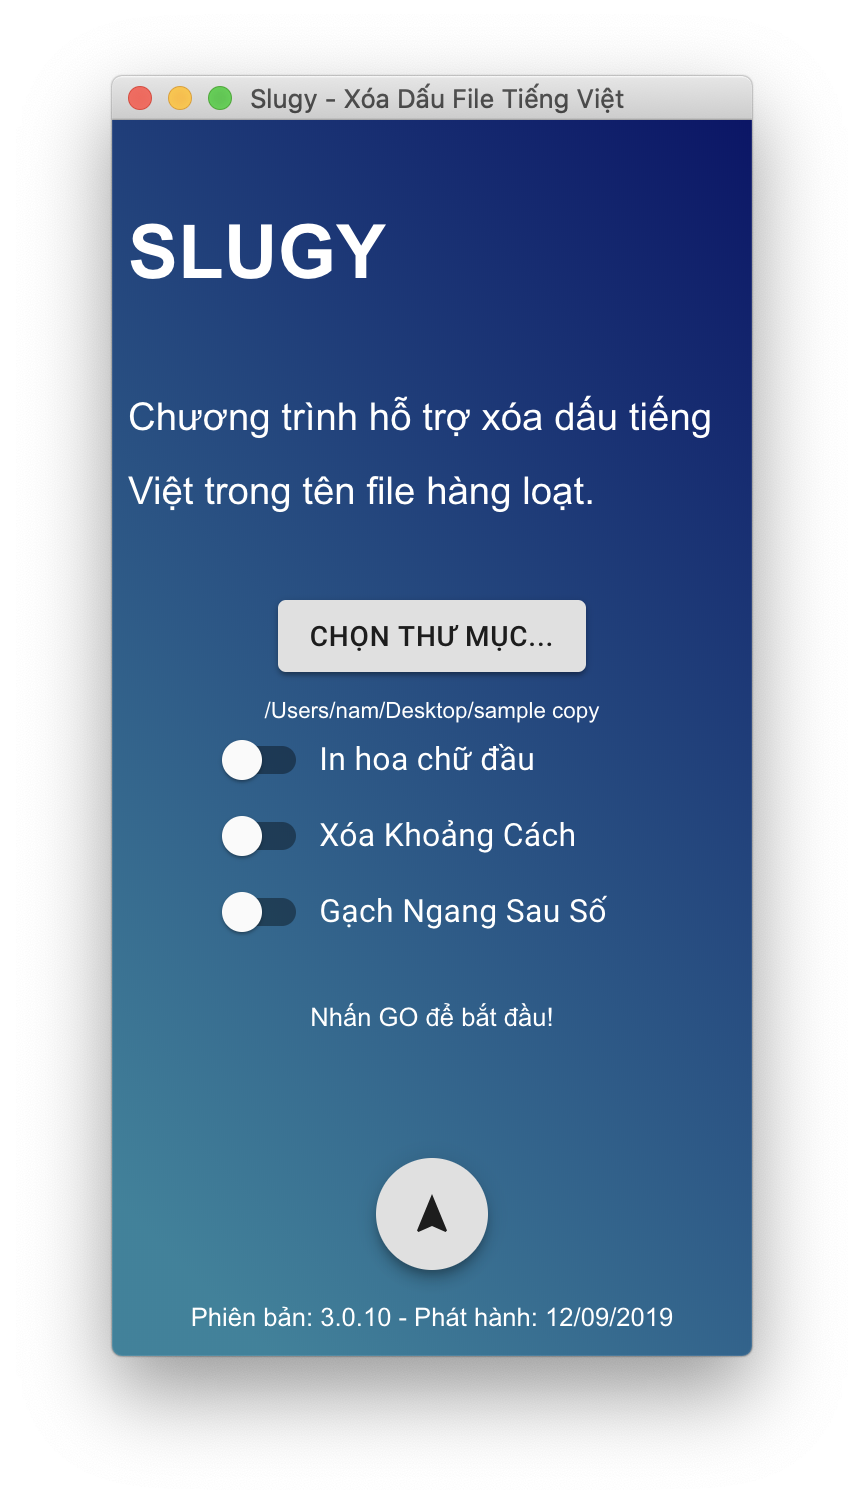 Slugy - Xóa Dấu File Tiếng Việt
SLUGY
Chương trình hỗ trợ xóa dấu tiếng
Việt trong tên file hàng loạt.
CHỌN THƯ MỤC...
/Users/nam/Desktop/sample copy
In hoa chữ đầu
Xóa Khoảng Cách
Gạch Ngang Sau Số
Nhấn GO để bắt đầu!
Phiên bản: 3.0.10 - Phát hành: 12/09/2019